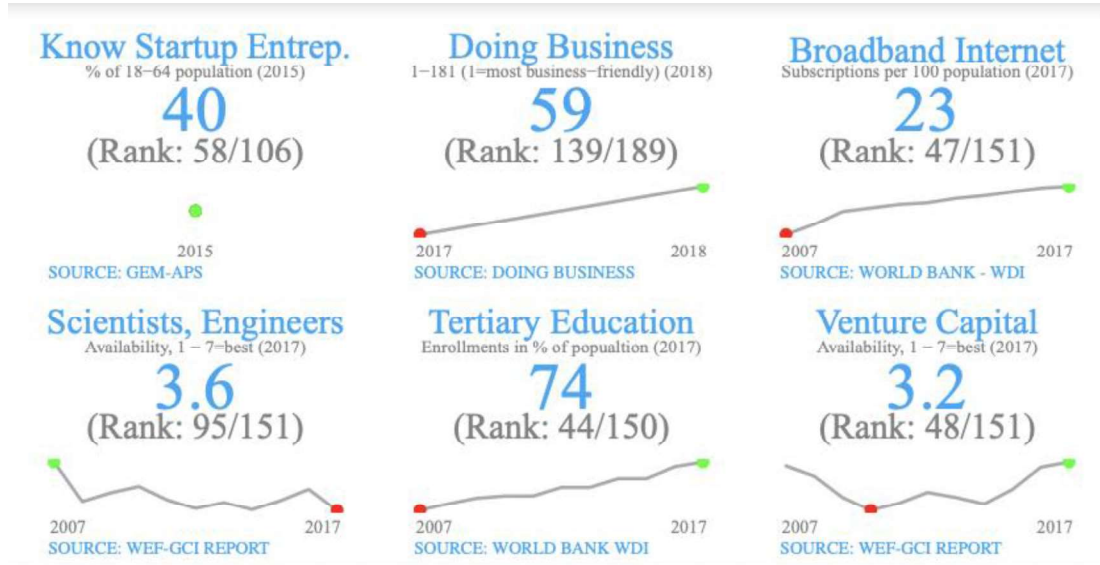 Know Startup Entrep.
% of 18−64 population (2015)
40
(Rank: 58/106)
2015
SOURCE: GEM-APS
Doing Business
1−181 (1=most business−friendly) (2018)
59
(Rank: 139/189)
2017 2018
SOURCE: DOING BUSINESS
Broadband Internet
Subscriptions per 100 population (2017)
23
(Rank: 47/151)
2007 2017
SOURCE: WORLD BANK - WDI
Scientists, Engineers
Availability, 1 − 7=best (2017)
3.6
(Rank: 95/151)
2007 2017
SOURCE: WEF-GCI REPORT
Tertiary Education
Enrollments in % of popualtion (2017)
74
(Rank: 44/150)
2007 2017
SOURCE: WORLD BANK WDI
Venture Capital
Availability, 1 − 7=best (2017)
3.2
(Rank: 48/151)
2007 2017
SOURCE: WEF-GCI REPORT